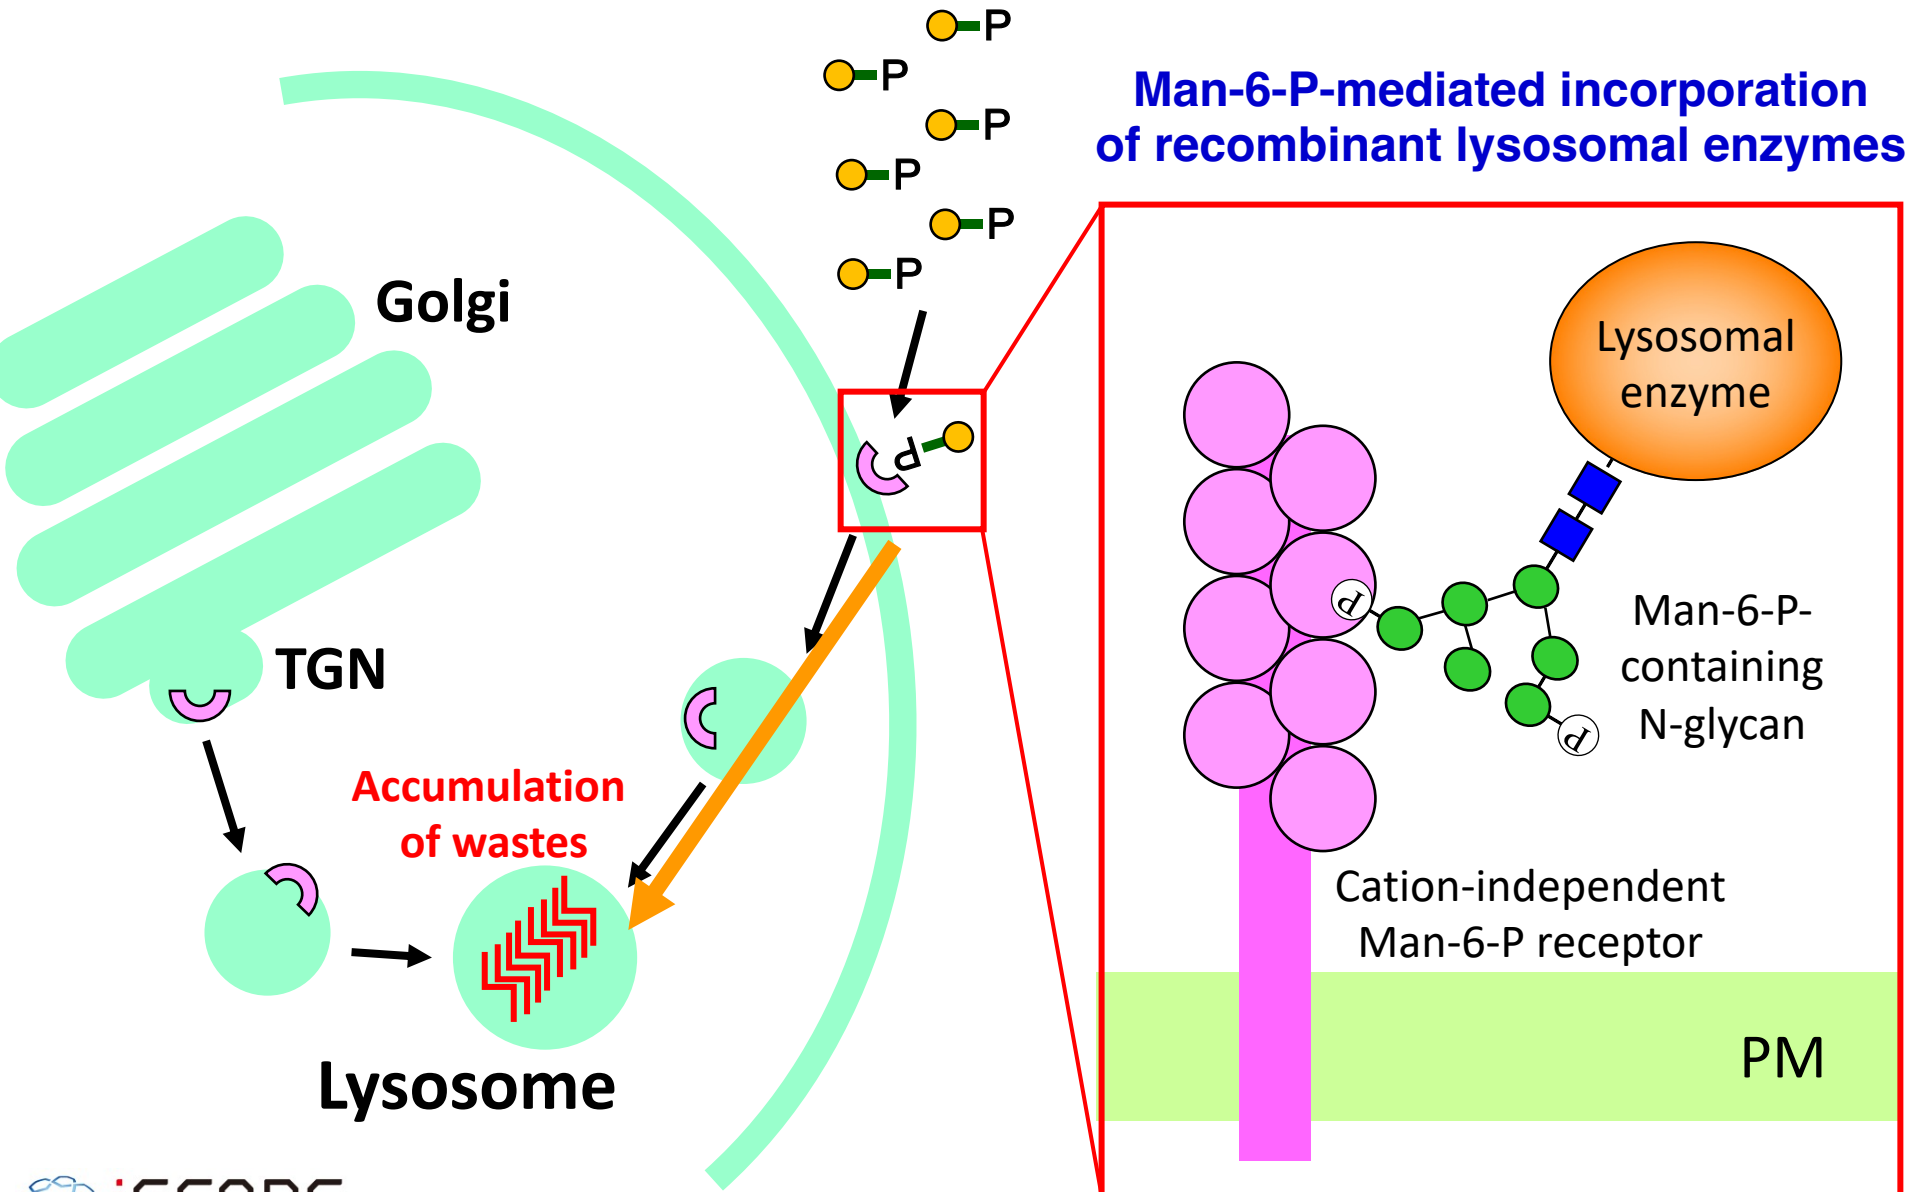 P
P
P
P
P
P
Man-6-P-mediated incorporation
of recombinant lysosomal enzymes
Golgi
P
TGN
Accumulation
of wastes
Lysosome
Lysosomal
enzyme
P
Man-6-P-
containing
N-glycan
P
Cation-independent
Man-6-P receptor
PM